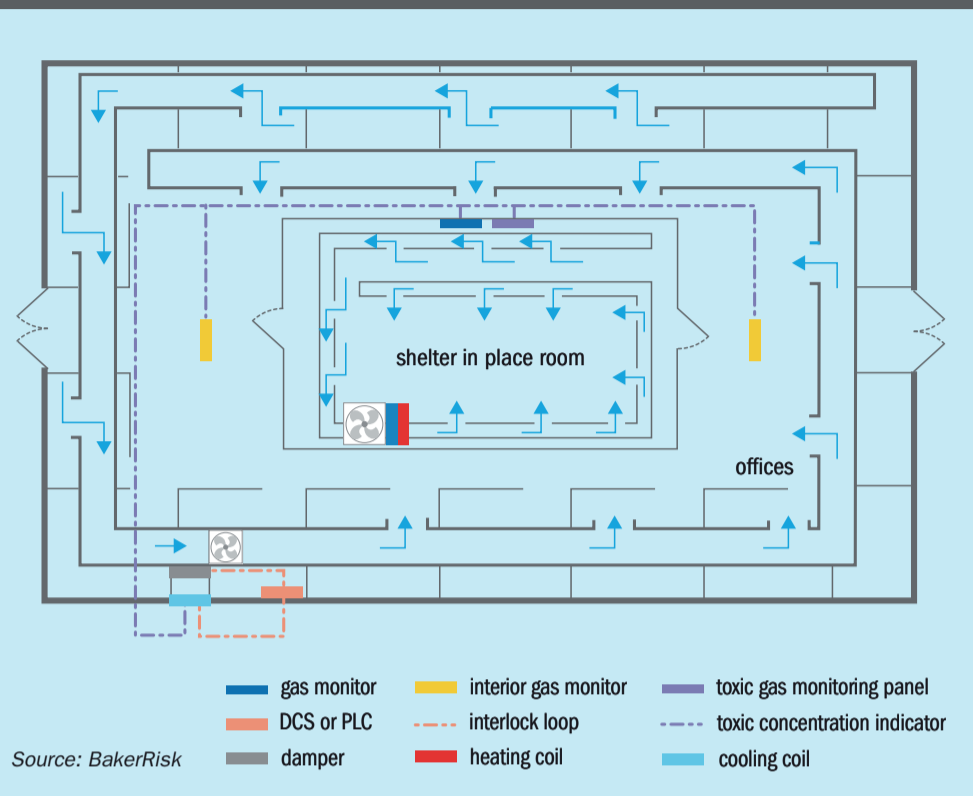 shelter in place room
offices
gas monitor
interior gas monitor
toxic gas monitoring panel
DCS or PLC
interlock loop
toxic concentration indicator
damper
heating coil
cooling coil
Source: BakerRisk